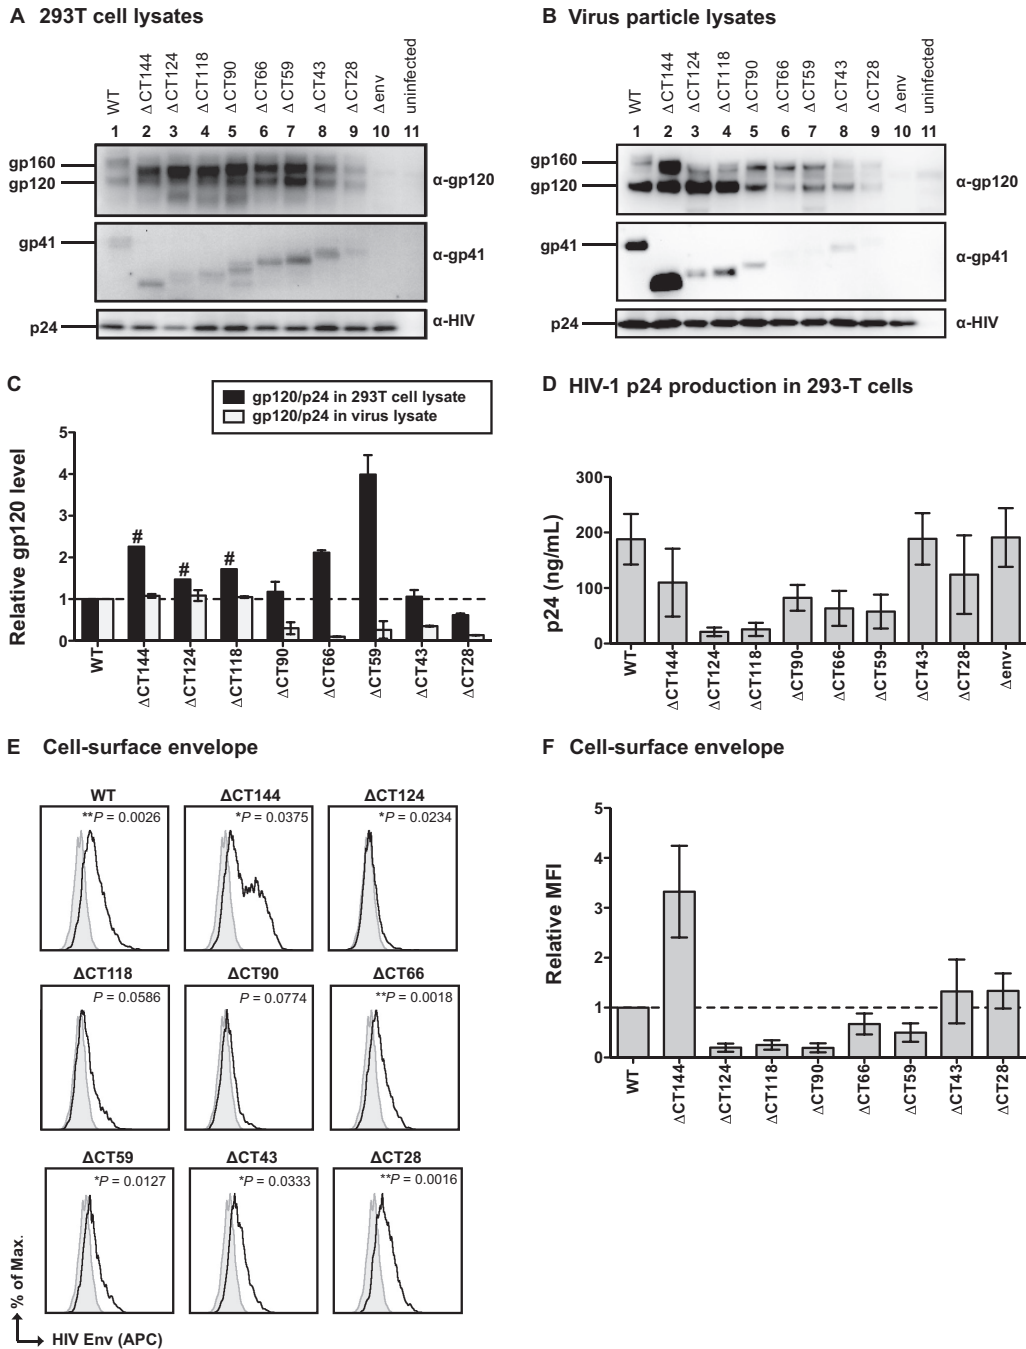 A 293T cell lysates
WT ΔCT144 ΔCT124 ΔCT118 ΔCT90 ΔCT66 ΔCT59 ΔCT43 ΔCT28 Δenv uninfected
1 2 3 4 5 6 7 8 9 10 11
gp160
gp120
α-gp120
gp41
α-gp41
p24
α-HIV
B Virus particle lysates
WT ΔCT144 ΔCT124 ΔCT118 ΔCT90 ΔCT66 ΔCT59 ΔCT43 ΔCT28 Δenv uninfected
1 2 3 4 5 6 7 8 9 10 11
gp160
gp120
α-gp120
gp41
α-gp41
p24
α-HIV
C
gp120/p24 in 293T cell lysate
gp120/p24 in virus lysate
Relative gp120 level
5
4
3
2
1
0
# # #
WT ΔCT144 ΔCT124 ΔCT118 ΔCT90 ΔCT66 ΔCT59 ΔCT43 ΔCT28
D HIV-1 p24 production in 293-T cells
p24 (ng/mL)
300
200
100
0
WT ΔCT144 ΔCT124 ΔCT118 ΔCT90 ΔCT66 ΔCT59 ΔCT43 ΔCT28 Δenv
E Cell-surface envelope
WT ΔCT144 ΔCT124
**P = 0.0026 *P = 0.0375 *P = 0.0234
ΔCT118 ΔCT90 ΔCT66
P = 0.0586 P = 0.0774 **P = 0.0018
ΔCT59 ΔCT43 ΔCT28
*P = 0.0127 *P = 0.0333 **P = 0.0016
% of Max.
HIV Env (APC)
F Cell-surface envelope
Relative MFI
5
4
3
2
1
0
WT ΔCT144 ΔCT124 ΔCT118 ΔCT90 ΔCT66 ΔCT59 ΔCT43 ΔCT28